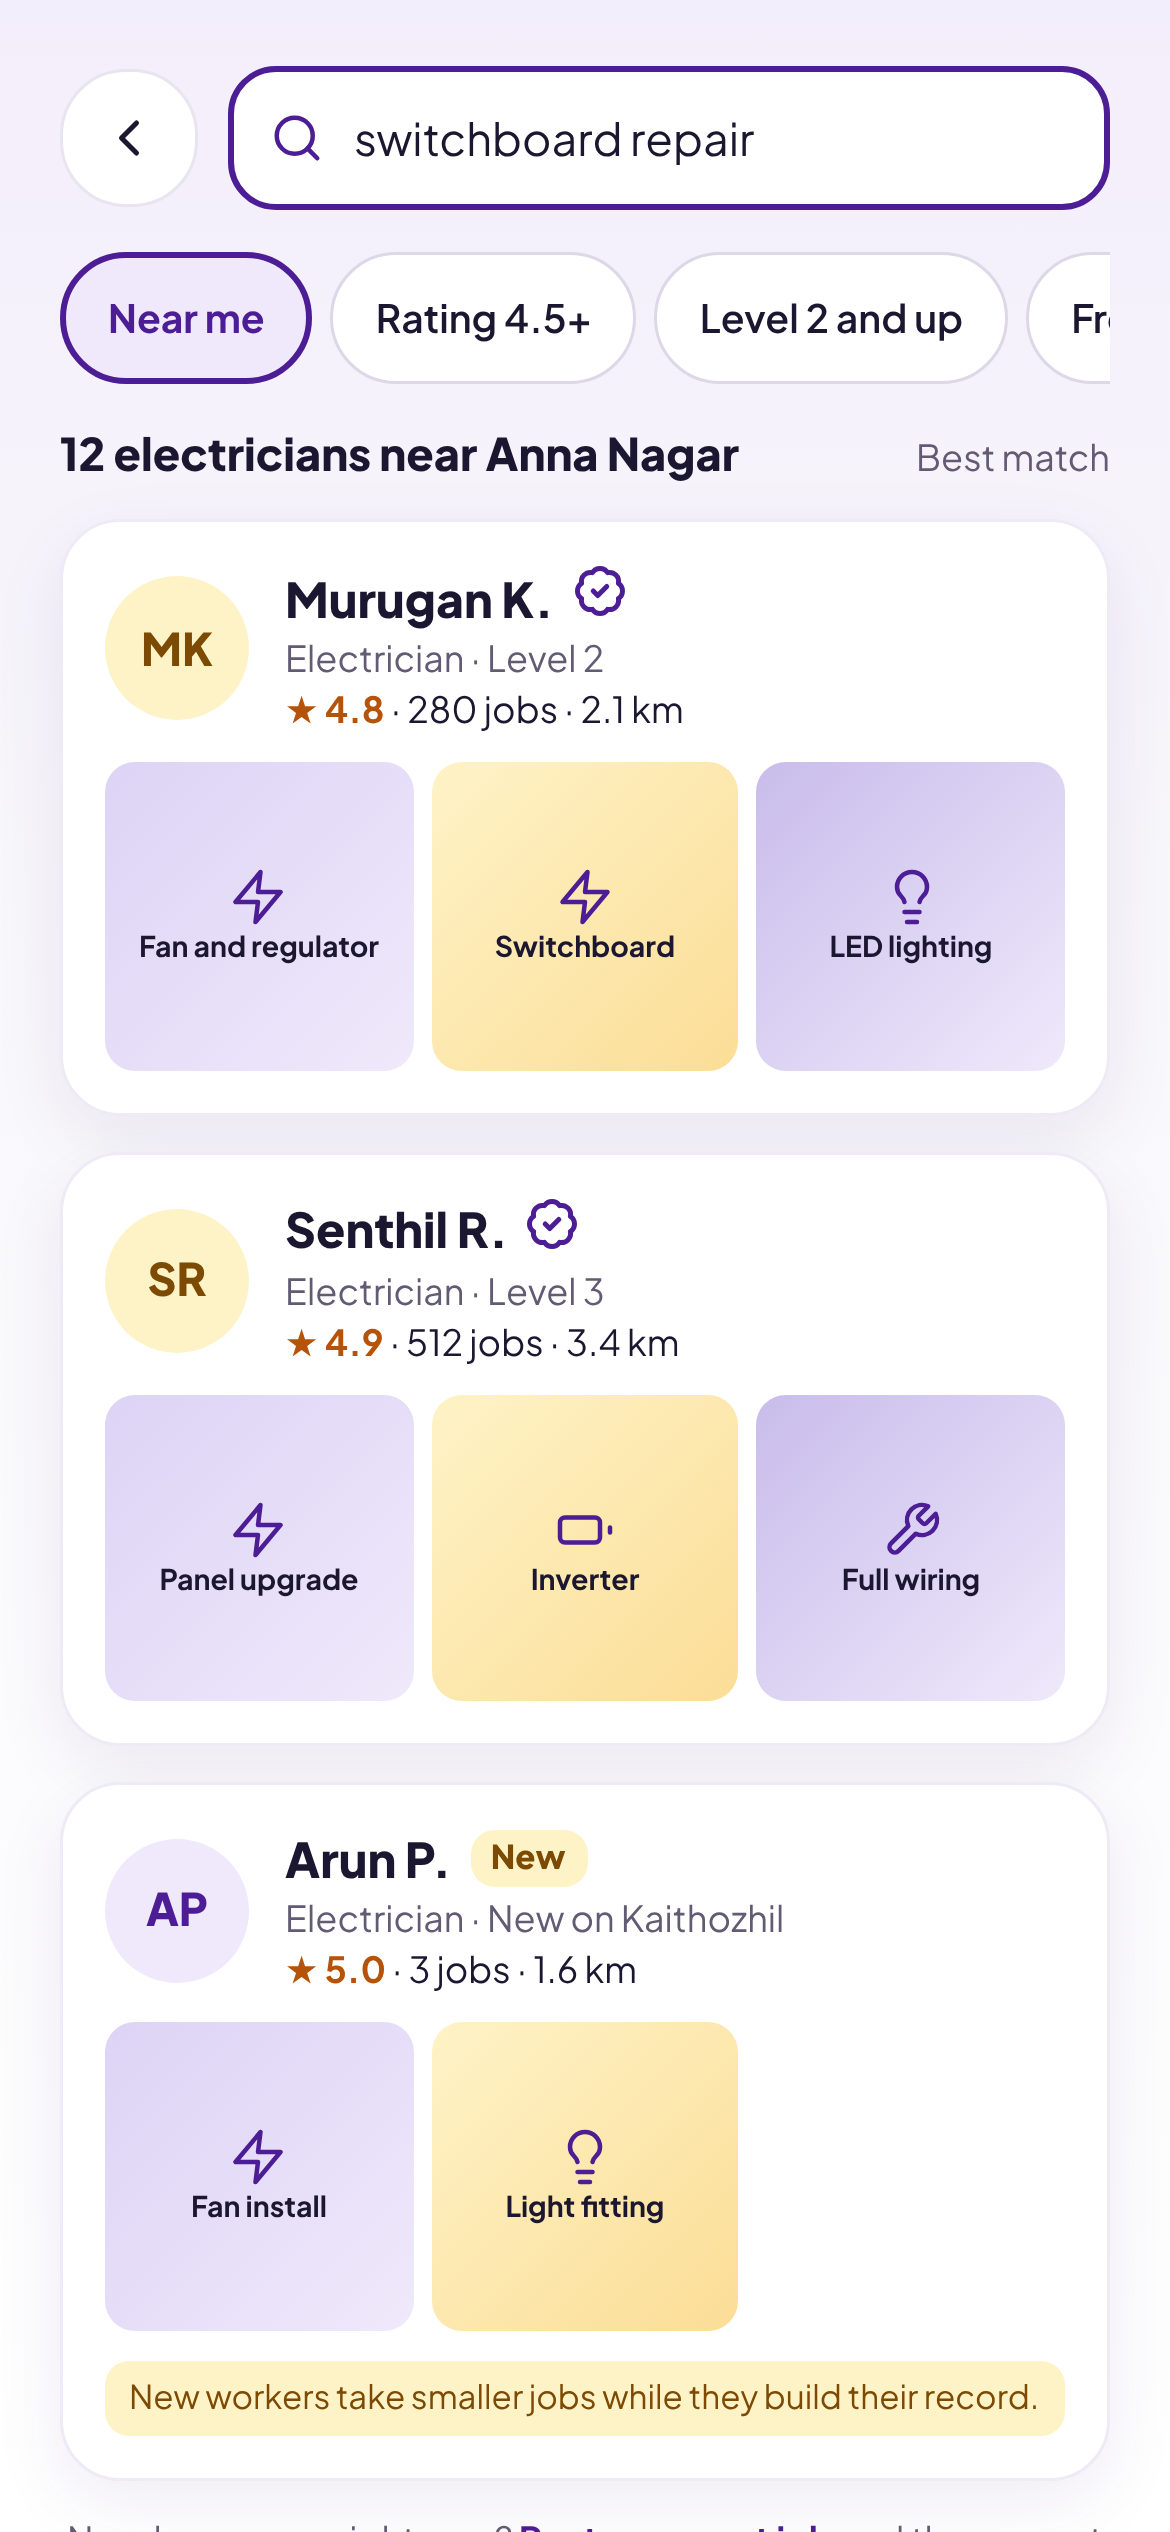 switchboard repair
Near me
Rating 4.5+
Level 2 and up
12 electricians near Anna Nagar
Best match
MK
Murugan K.
Electrician · Level 2
★ 4.8 · 280 jobs · 2.1 km
Fan and regulator
Switchboard
LED lighting
SR
Senthil R.
Electrician · Level 3
★ 4.9 · 512 jobs · 3.4 km
Panel upgrade
Inverter
Full wiring
AP
Arun P.
New
Electrician · New on Kaithozhil
★ 5.0 · 3 jobs · 1.6 km
Fan install
Light fitting
New workers take smaller jobs while they build their record.